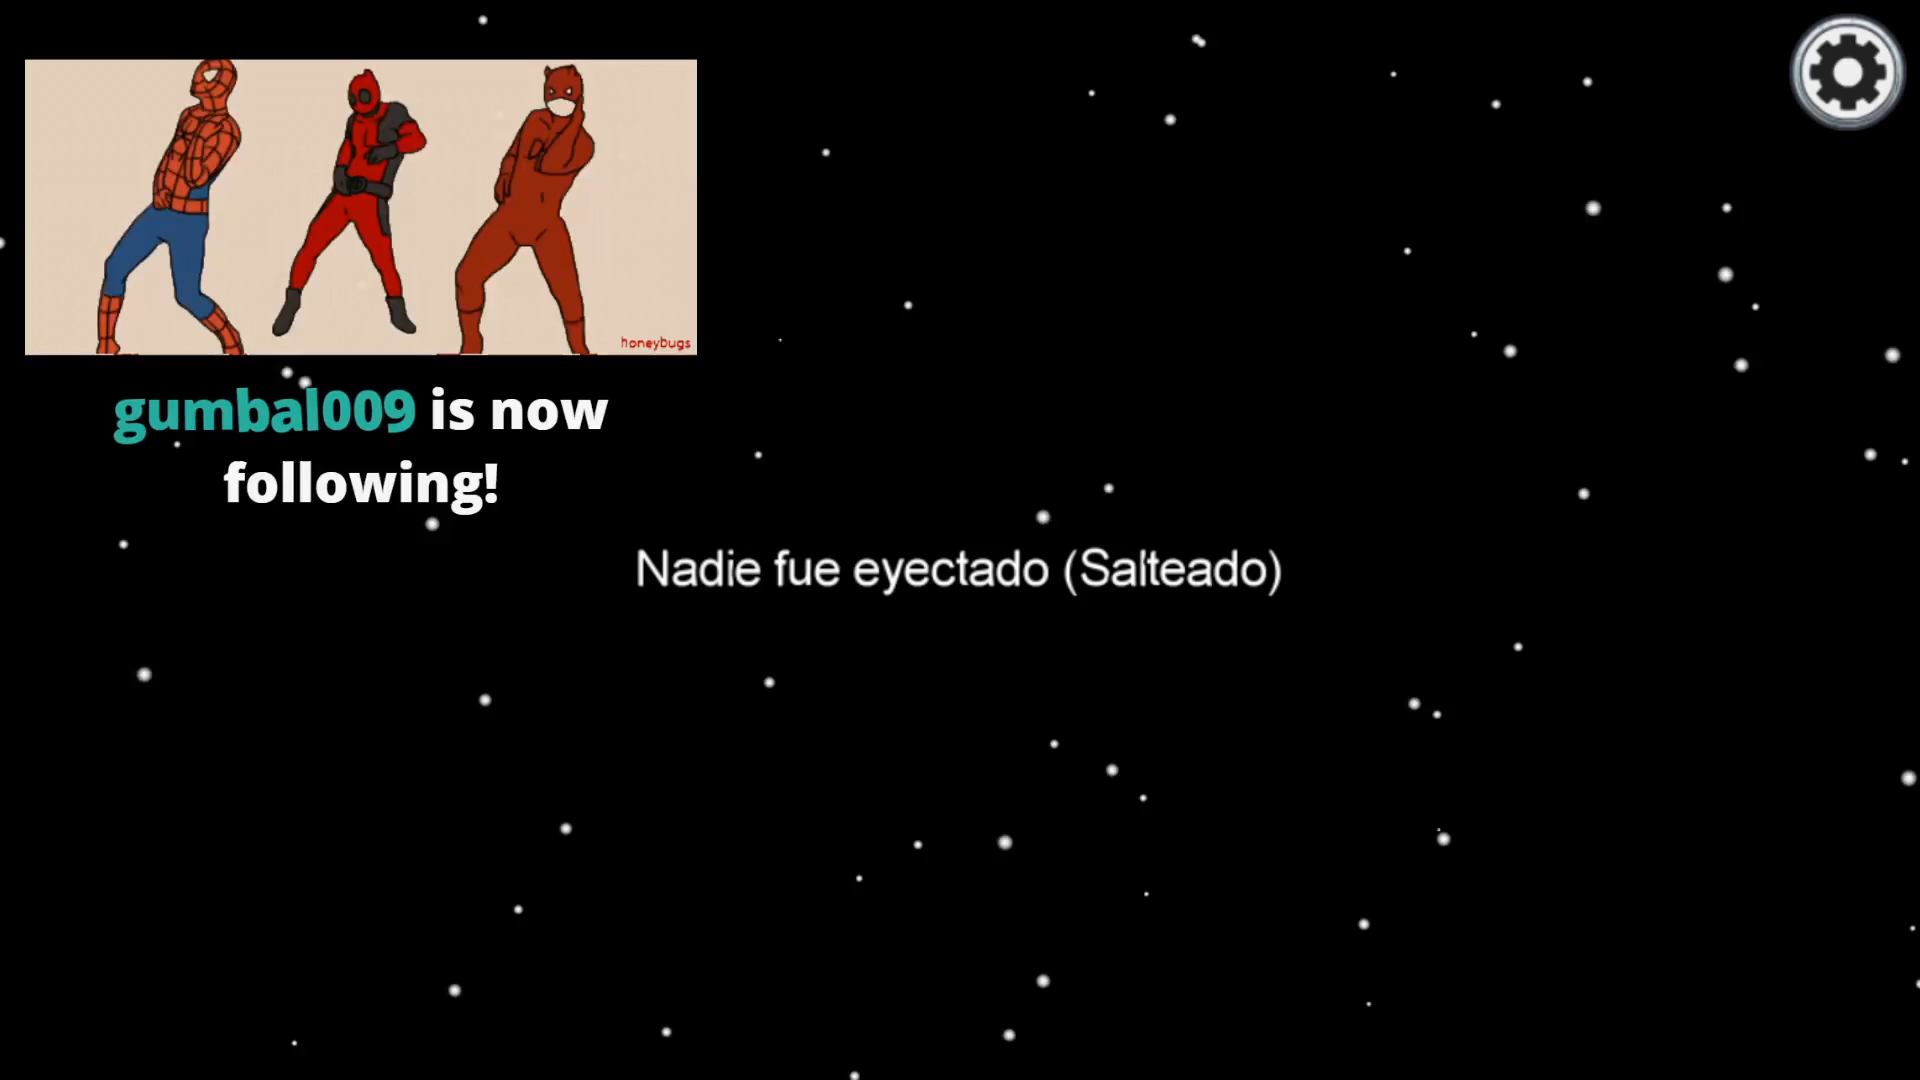 honeybugs
gumbal009 is now
following!
Nadie fue eyectado (Salteado)